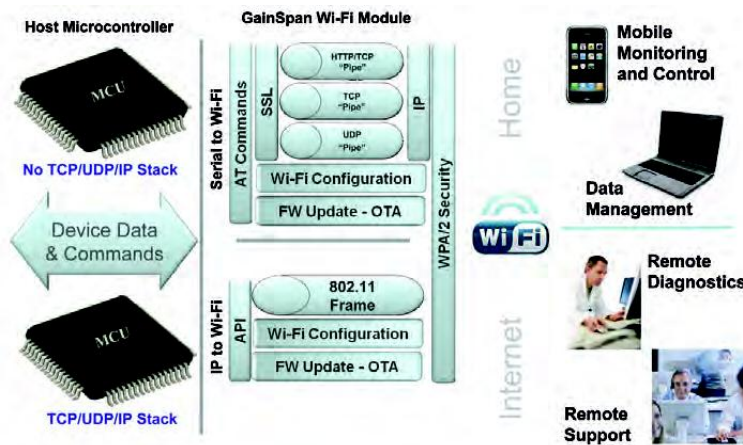 Host Microcontroller
MCU
No TCP/UDP/IP Stack
Device Data
& Commands
MCU
TCP/UDP/IP Stack
GainSpan Wi-Fi Module
Serial to Wi-Fi
AT Commands
SSL
HTTP/TCP
"Pipe"
TCP
"Pipe"
UDP
"Pipe"
IP
Wi-Fi Configuration
FW Update - OTA
IP to Wi-Fi
API
802.11
Frame
Wi-Fi Configuration
FW Update - OTA
WPA/2 Security
Home
Wi Fi
Internet
Mobile
Monitoring
and Control
Data
Management
Remote
Diagnostics
Remote
Support